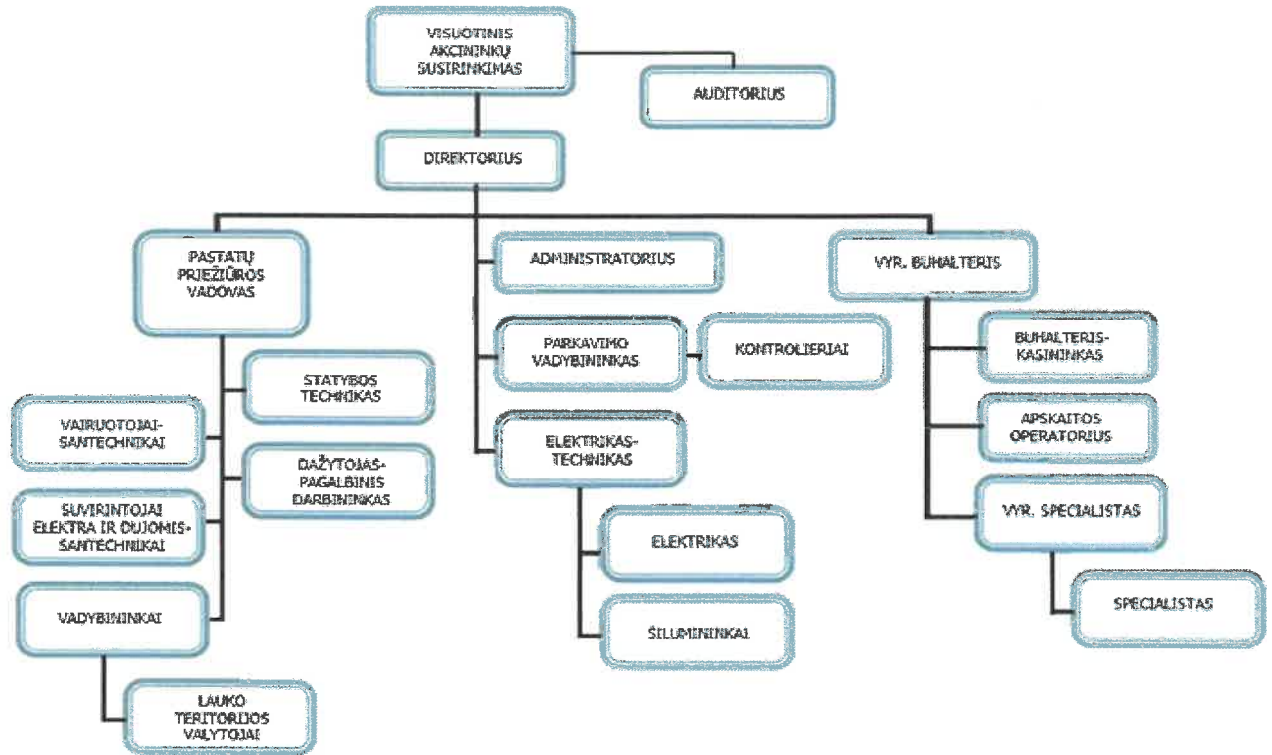 VISUOTINIS
AKCININKŲ
SUSIRINKIMAS
AUDITORIUS
DIREKTORIUS
PASTATŲ
PRIEŽIŪROS
VADOVAS
ADMINISTRATORIUS
VYR. BUHALTERIS
PARKAVIMO
VADYBININKAS
KONTROLIERIAI
BUHALTERIS-
KASININKAS
STATYBOS
TECHNIKAS
VAIRUOTOJAI-
SANTECHNIKAI
ELEKTRIKAS-
TECHNIKAS
APSKAITOS
OPERATORIUS
DAŽYTOJAS-
PAGALBINIS
DARBININKAS
SUVIRINTOJAI
ELEKTRA IR DUJOMIS-
SANTECHNIKAI
VYR. SPECIALISTAS
ELEKTRIKAS
VADYBININKAI
SPECIALISTAS
ŠILUMININKAI
LAUKO
TERITORIJOS
VALYTOJAI